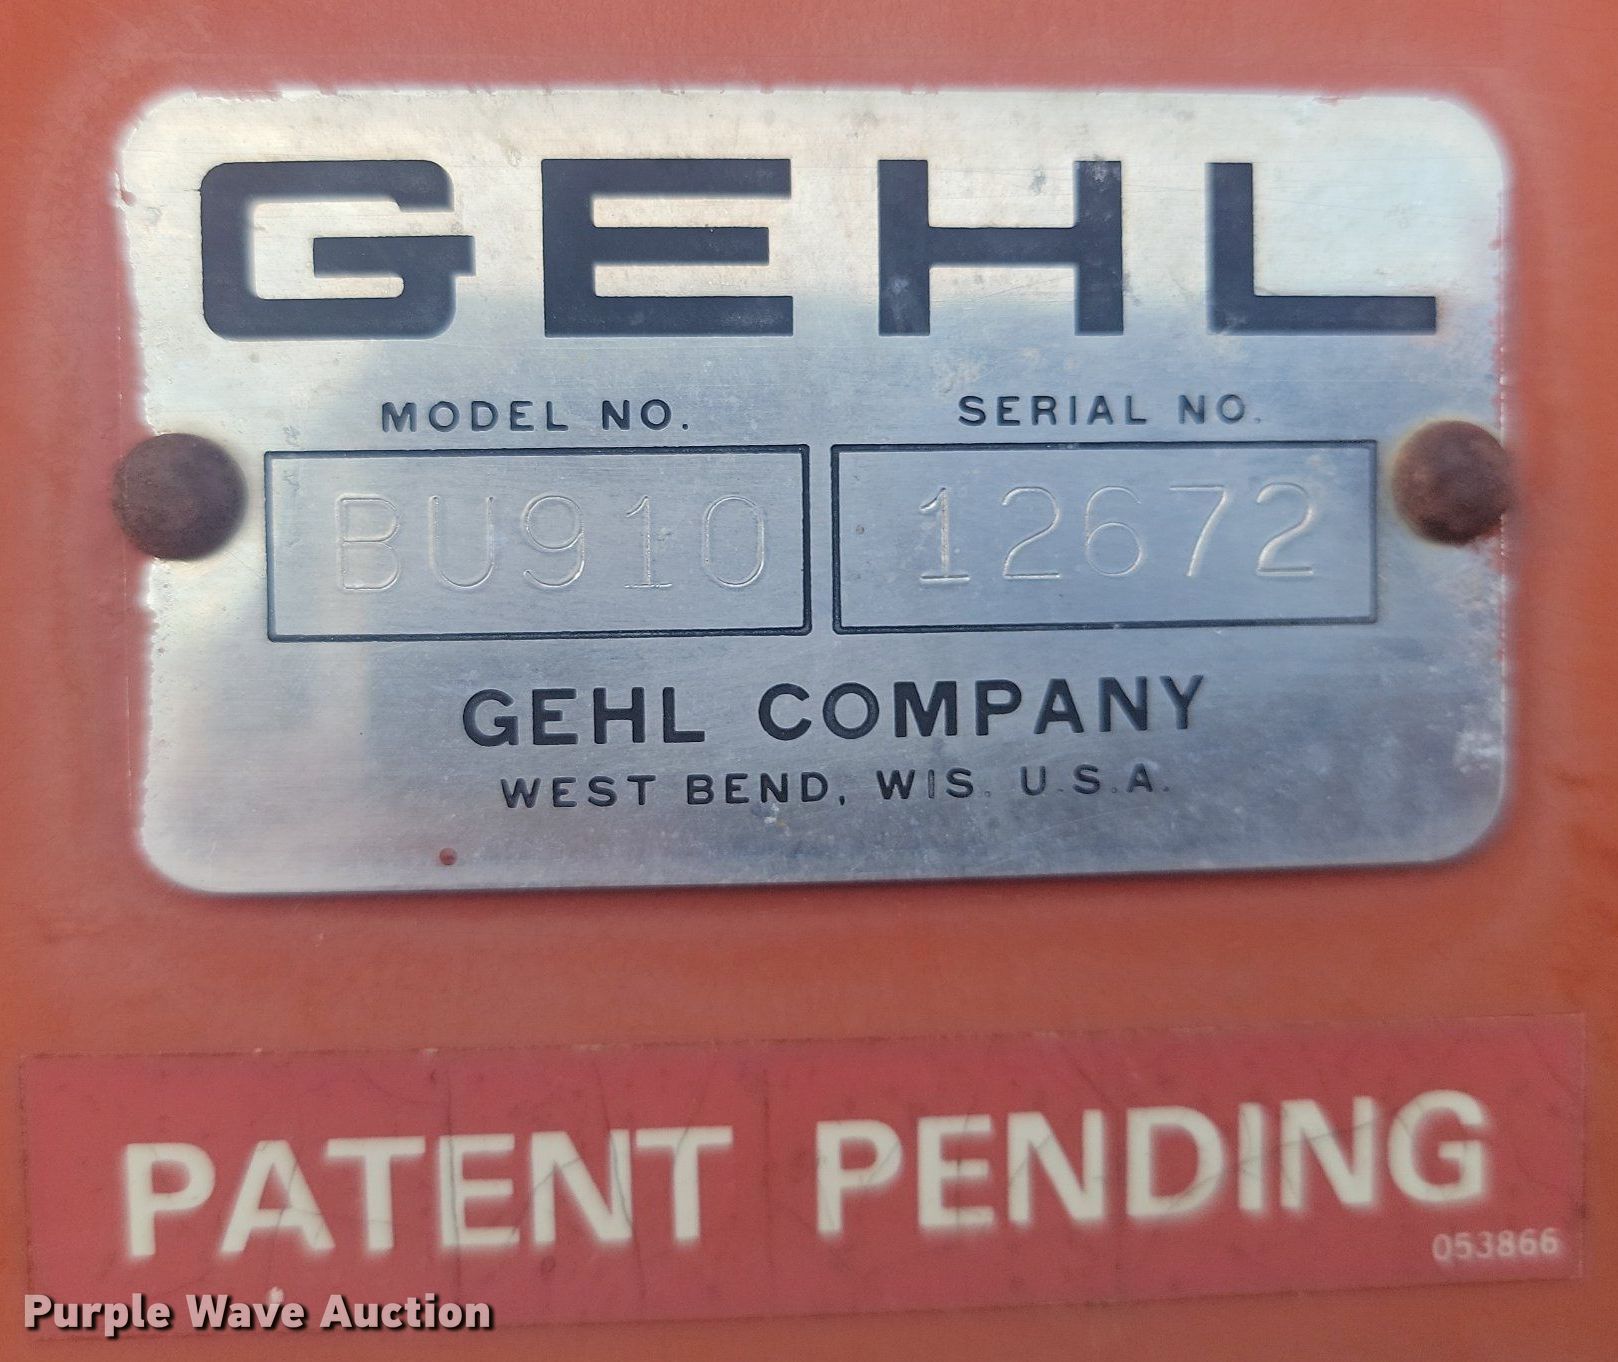 GEHL
MODEL NO. SERIAL NO.
BU910 12672
GEHL COMPANY
WEST BEND, WIS. U.S.A.
PATENT PENDING
053866
Purple Wave Auction